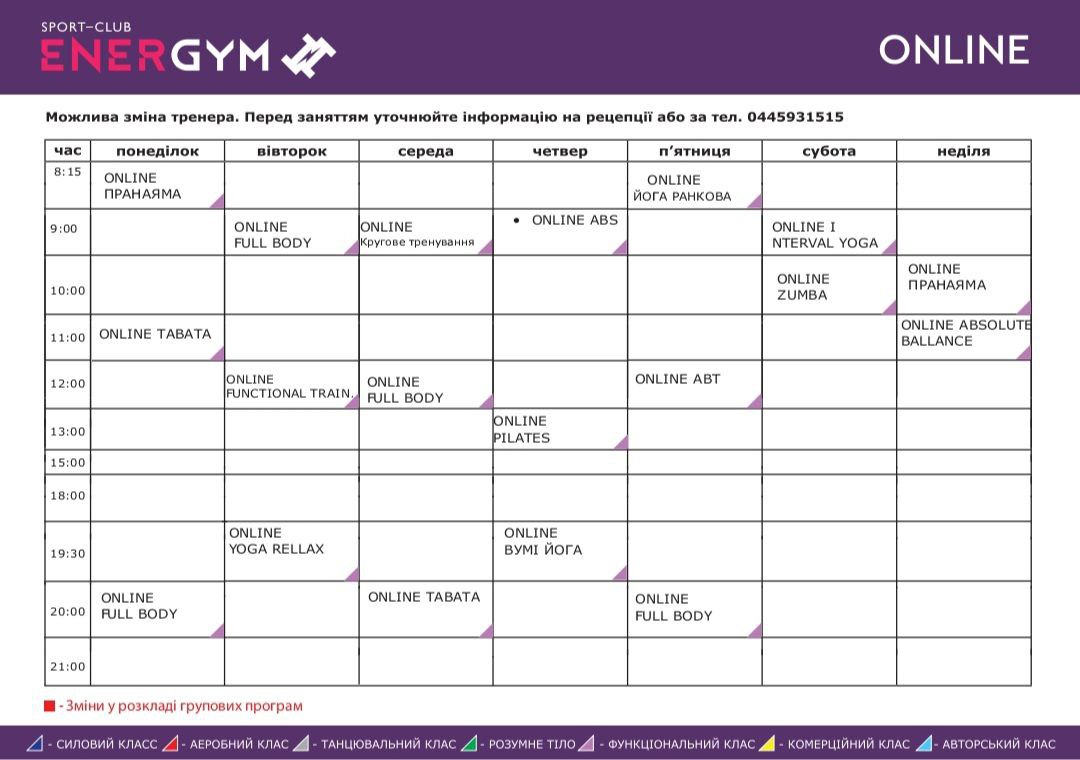 SPORT–CLUB
ENERGYM
ONLINE
Можлива зміна тренера. Перед заняттям уточнюйте інформацію на рецепції або за тел. 0445931515
час понеділок вівторок середа четвер п’ятниця субота неділя
8:15
ONLINE
ПРАНАЯМА
ONLINE
ЙОГА РАНКОВА
9:00
ONLINE
FULL BODY
ONLINE
Кругове тренування
• ONLINE ABS
ONLINE I
NTERVAL YOGA
10:00
ONLINE
ZUMBA
ONLINE
ПРАНАЯМА
11:00
ONLINE TABATA
ONLINE ABSOLUTE
BALLANCE
12:00
ONLINE
FUNCTIONAL TRAIN.
ONLINE
FULL BODY
ONLINE ABT
13:00
ONLINE
PILATES
15:00
18:00
19:30
ONLINE
YOGA RELLAX
ONLINE
ВУМІ ЙОГА
20:00
ONLINE
FULL BODY
ONLINE TABATA
ONLINE
FULL BODY
21:00
- Зміни у розкладі групових програм
- СИЛОВИЙ КЛАСС - АЕРОБНИЙ КЛАС - ТАНЦЮВАЛЬНИЙ КЛАС - РОЗУМНЕ ТІЛО - ФУНКЦІОНАЛЬНИЙ КЛАС - КОМЕРЦІЙНИЙ КЛАС - АВТОРСЬКИЙ КЛАС